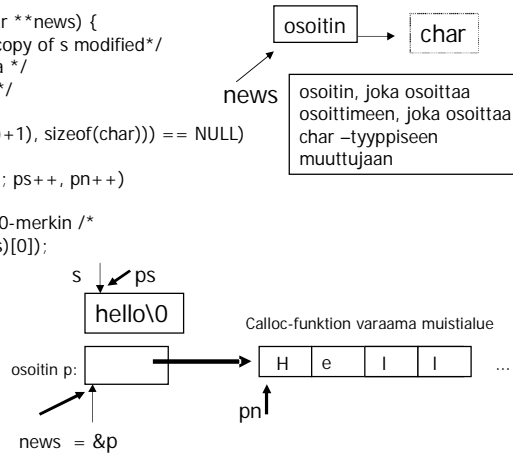 r **news) {
copy of s modified*/
a */
*/
)+1), sizeof(char))) == NULL)
; ps++, pn++)
0-merkin /*
s)[0]);
osoitin
char
news
osoitin, joka osoittaa
osoittimeen, joka osoittaa
char –tyyppiseen
muuttujaan
s
ps
hello\0
Calloc-funktion varaama muistialue
osoitin p:
H e l l ...
pn
news = &p